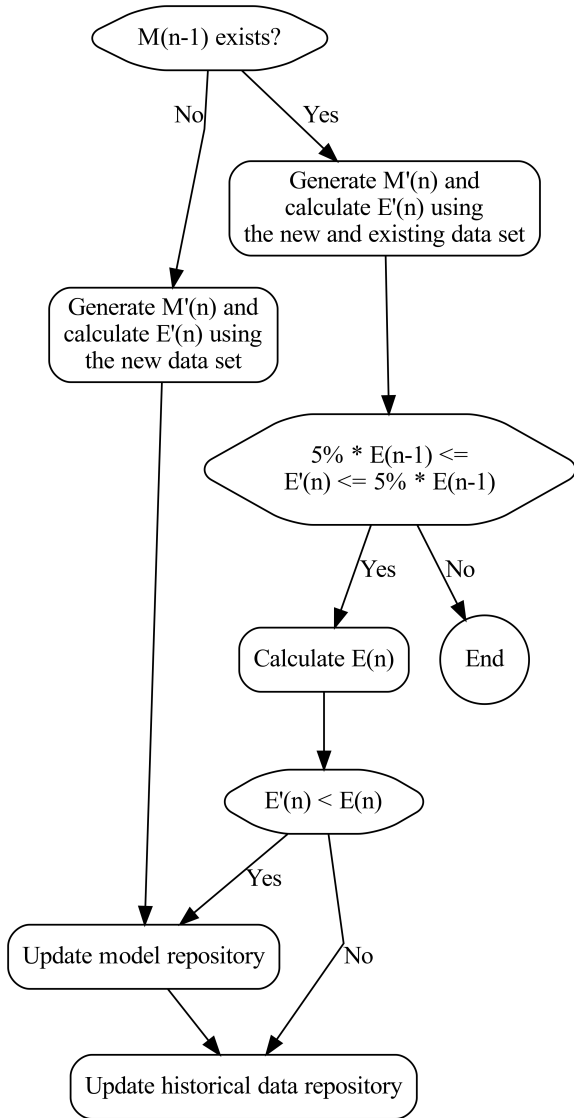 M(n-1) exists?
No
Yes
Generate M'(n) and
calculate E'(n) using
the new and existing data set
Generate M'(n) and
calculate E'(n) using
the new data set
5% * E(n-1) <=
E'(n) <= 5% * E(n-1)
Yes
No
Calculate E(n)
End
E'(n) < E(n)
Yes
No
Update model repository
Update historical data repository